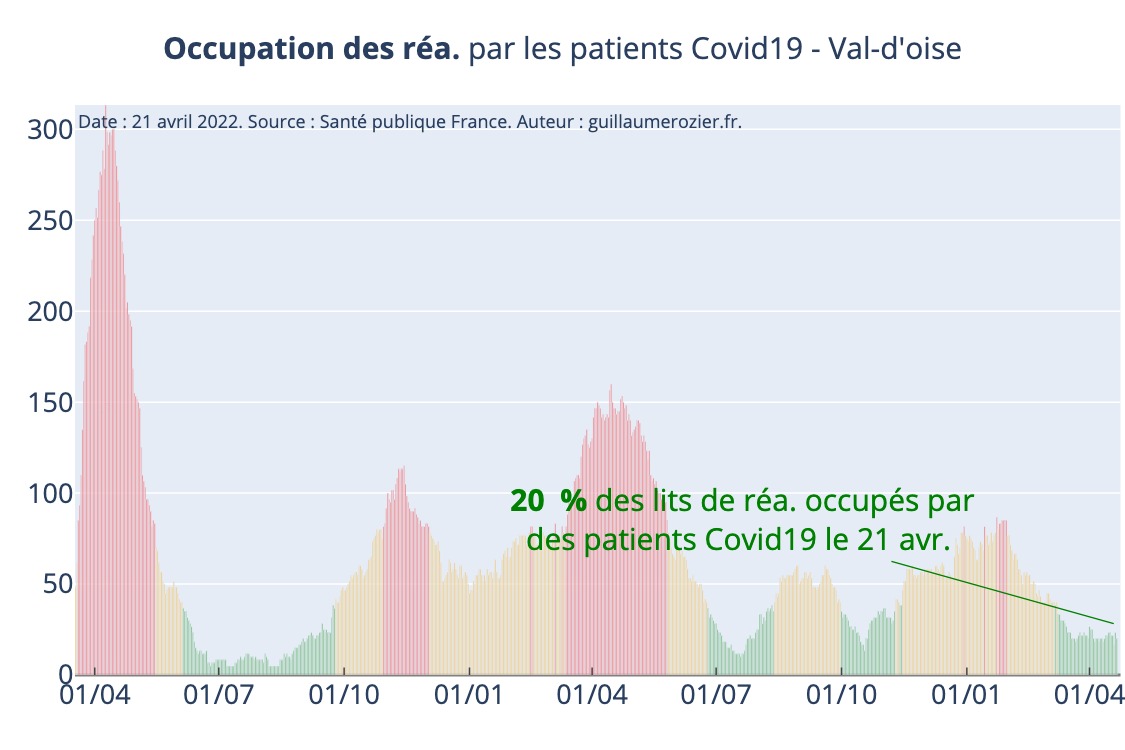 Occupation des réa. par les patients Covid19 - Val-d'oise
300
Date : 21 avril 2022. Source : Santé publique France. Auteur : guillaumerozier.fr.
250
200
150
100
20 % des lits de réa. occupés par
des patients Covid19 le 21 avr.
50
0
01/04 01/07 01/10 01/01 01/04 01/07 01/10 01/01 01/04